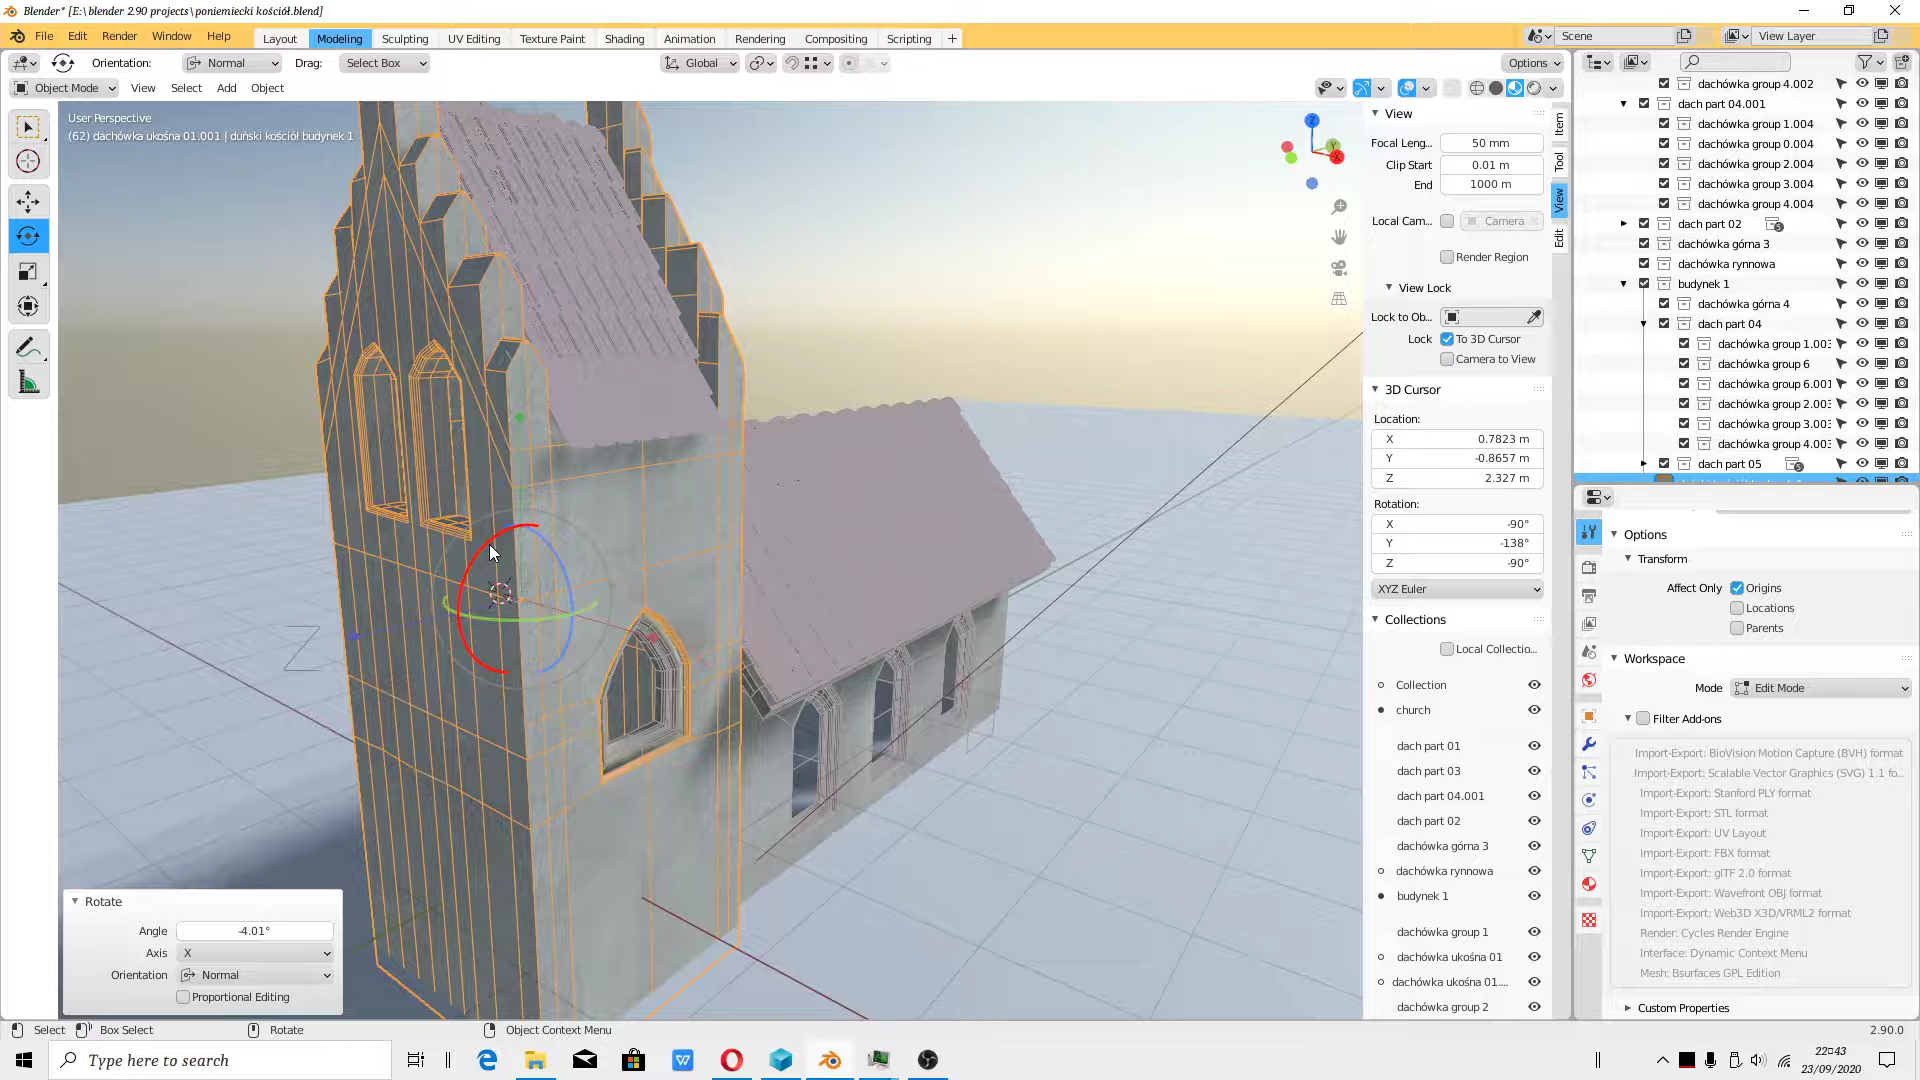 Blender* [E:\blender 2.90 projects\poniemiecki kościół.blend]
File Edit Render Window Help
Layout Modeling Sculpting UV Editing Texture Paint Shading Animation Rendering Compositing Scripting +
Scene View Layer
Orientation: Normal Drag: Select Box Global Options
Object Mode View Select Add Object
User Perspective
(62) dachówka ukośna 01.001 | duński kościół budynek 1
Z
Y
X
Z
View
Focal Leng... 50 mm
Clip Start 0.01 m
End 1000 m
Local Cam... Camera
Render Region
View Lock
Lock to Ob...
Lock To 3D Cursor
Camera to View
3D Cursor
Location:
X 0.7823 m
Y -0.8657 m
Z 2.327 m
Rotation:
X -90°
Y -138°
Z -90°
XYZ Euler
Collections
Local Collectio...
Collection
church
dach part 01
dach part 03
dach part 04.001
dach part 02
dachówka górna 3
dachówka rynnowa
budynek 1
dachówka group 1
dachówka ukośna 01
dachówka ukośna 01....
dachówka group 2
Item
Tool
View
Edit
dachówka group 4.002
dach part 04.001
dachówka group 1.004
dachówka group 0.004
dachówka group 2.004
dachówka group 3.004
dachówka group 4.004
dach part 02 5
dachówka górna 3
dachówka rynnowa
budynek 1
dachówka górna 4
dach part 04
dachówka group 1.003
dachówka group 6
dachówka group 6.001
dachówka group 2.003
dachówka group 3.003
dachówka group 4.003
dach part 05 5
Options
Transform
Affect Only Origins
Locations
Parents
Workspace
Mode Edit Mode
Filter Add-ons
Import-Export: BioVision Motion Capture (BVH) format
Import-Export: Scalable Vector Graphics (SVG) 1.1 fo...
Import-Export: Stanford PLY format
Import-Export: STL format
Import-Export: UV Layout
Import-Export: FBX format
Import-Export: glTF 2.0 format
Import-Export: Wavefront OBJ format
Import-Export: Web3D X3D/VRML2 format
Render: Cycles Render Engine
Interface: Dynamic Context Menu
Mesh: Bsurfaces GPL Edition
Custom Properties
Rotate
Angle -4.01°
Axis X
Orientation Normal
Proportional Editing
Select Box Select Rotate Object Context Menu
2.90.0
Type here to search
22:43
23/09/2020